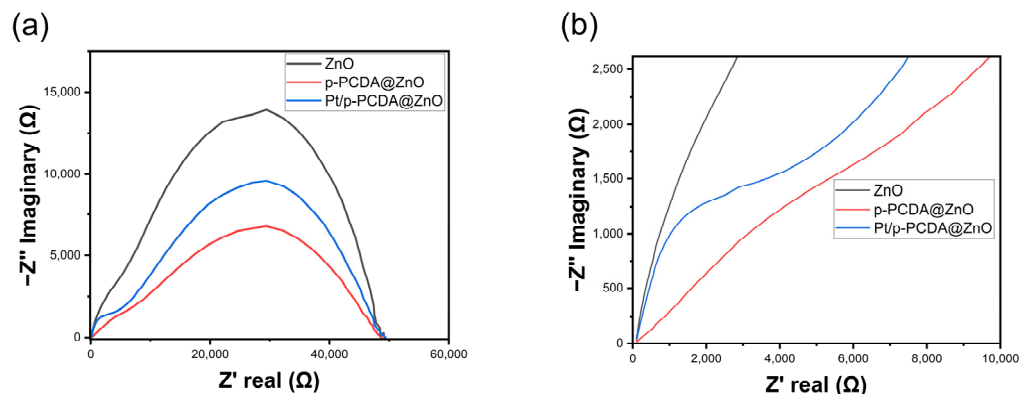 (a)
ZnO
p-PCDA@ZnO
Pt/p-PCDA@ZnO
15,000
10,000
5,000
0
−Z'' Imaginary (Ω)
0
20,000
40,000
60,000
Z' real (Ω)
(b)
2,500
2,000
1,500
1,000
500
0
−Z'' Imaginary (Ω)
ZnO
p-PCDA@ZnO
Pt/p-PCDA@ZnO
0
2,000
4,000
6,000
8,000
10,000
Z' real (Ω)